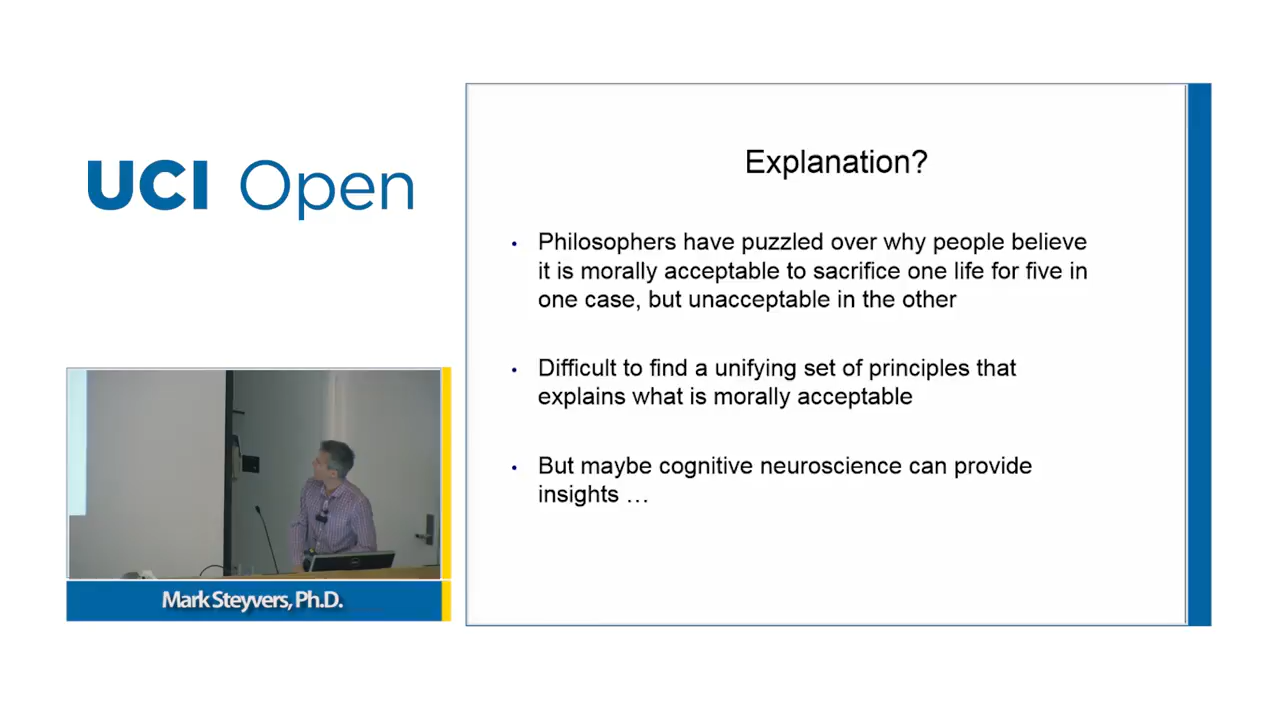 UCI Open
Explanation?
• Philosophers have puzzled over why people believe
it is morally acceptable to sacrifice one life for five in
one case, but unacceptable in the other
• Difficult to find a unifying set of principles that
explains what is morally acceptable
• But maybe cognitive neuroscience can provide
insights …
Mark Steyvers, Ph.D.